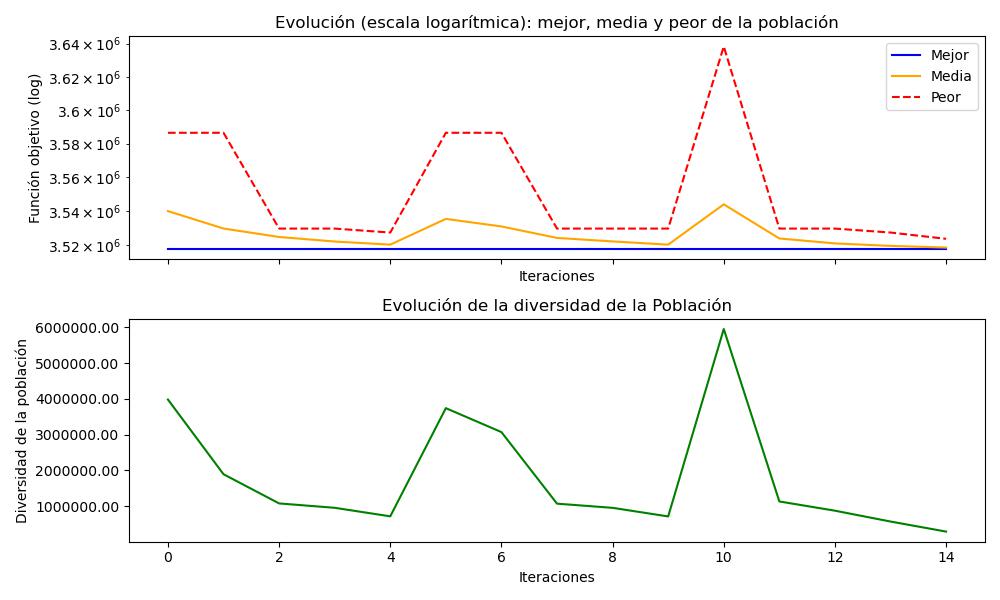 Evolución (escala logarítmica): mejor, media y peor de la población
Función objetivo (log)
3.64 × 10⁶
3.62 × 10⁶
3.6 × 10⁶
3.58 × 10⁶
3.56 × 10⁶
3.54 × 10⁶
3.52 × 10⁶
Mejor
Media
Peor
Iteraciones
Evolución de la diversidad de la Población
Diversidad de la población
6000000.00
5000000.00
4000000.00
3000000.00
2000000.00
1000000.00
0 2 4 6 8 10 12 14
Iteraciones